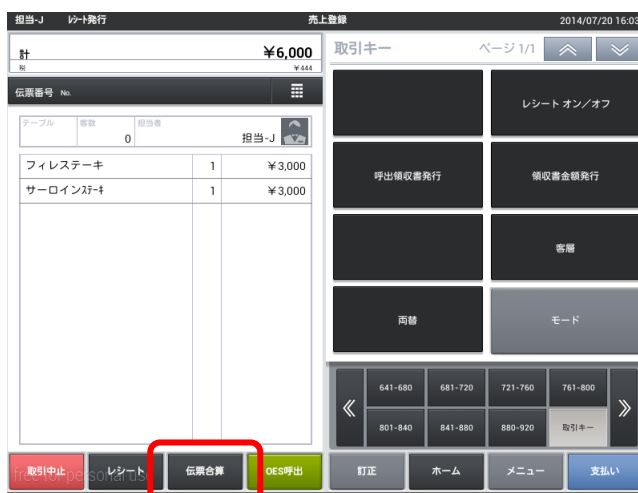 担当-J ﾚｼｰﾄ発行 売上登録 2014/07/20 16:03
計 ¥6,000
税 ¥444
伝票番号 No.
テーブル 客数 担当者
0 担当-J
フィレステーキ 1 ¥3,000
サーロインｽﾃｰｷ 1 ¥3,000
取引キー ページ 1/1
レシート オン／オフ
呼出領収書発行 領収書金額発行
客層
両替 モード
641-680 681-720 721-760 761-800
801-840 841-880 880-920 取引キー
取引中止 レシート 伝票合算 OES呼出 訂正 ホーム メニュー 支払い
free for personal us